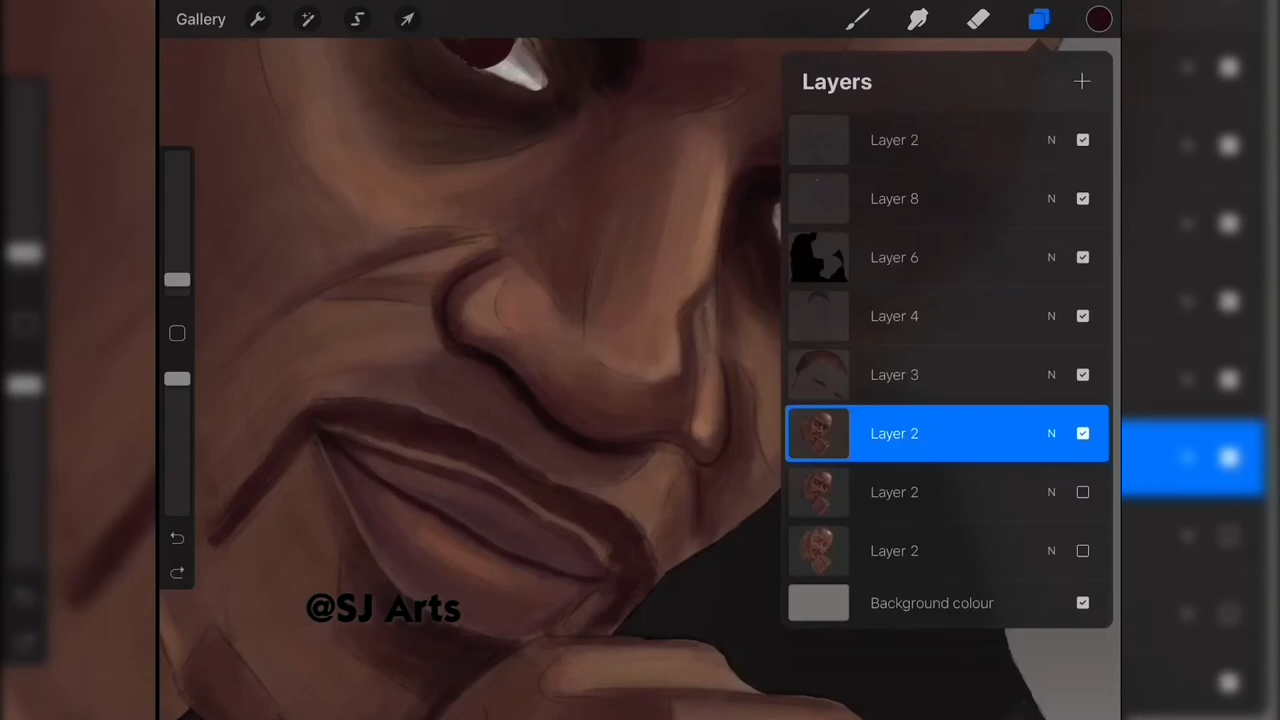 Gallery
Layers
Layer 2 N
Layer 8 N
Layer 6 N
Layer 4 N
Layer 3 N
Layer 2 N
Layer 2 N
Layer 2 N
Background colour
@SJ Arts